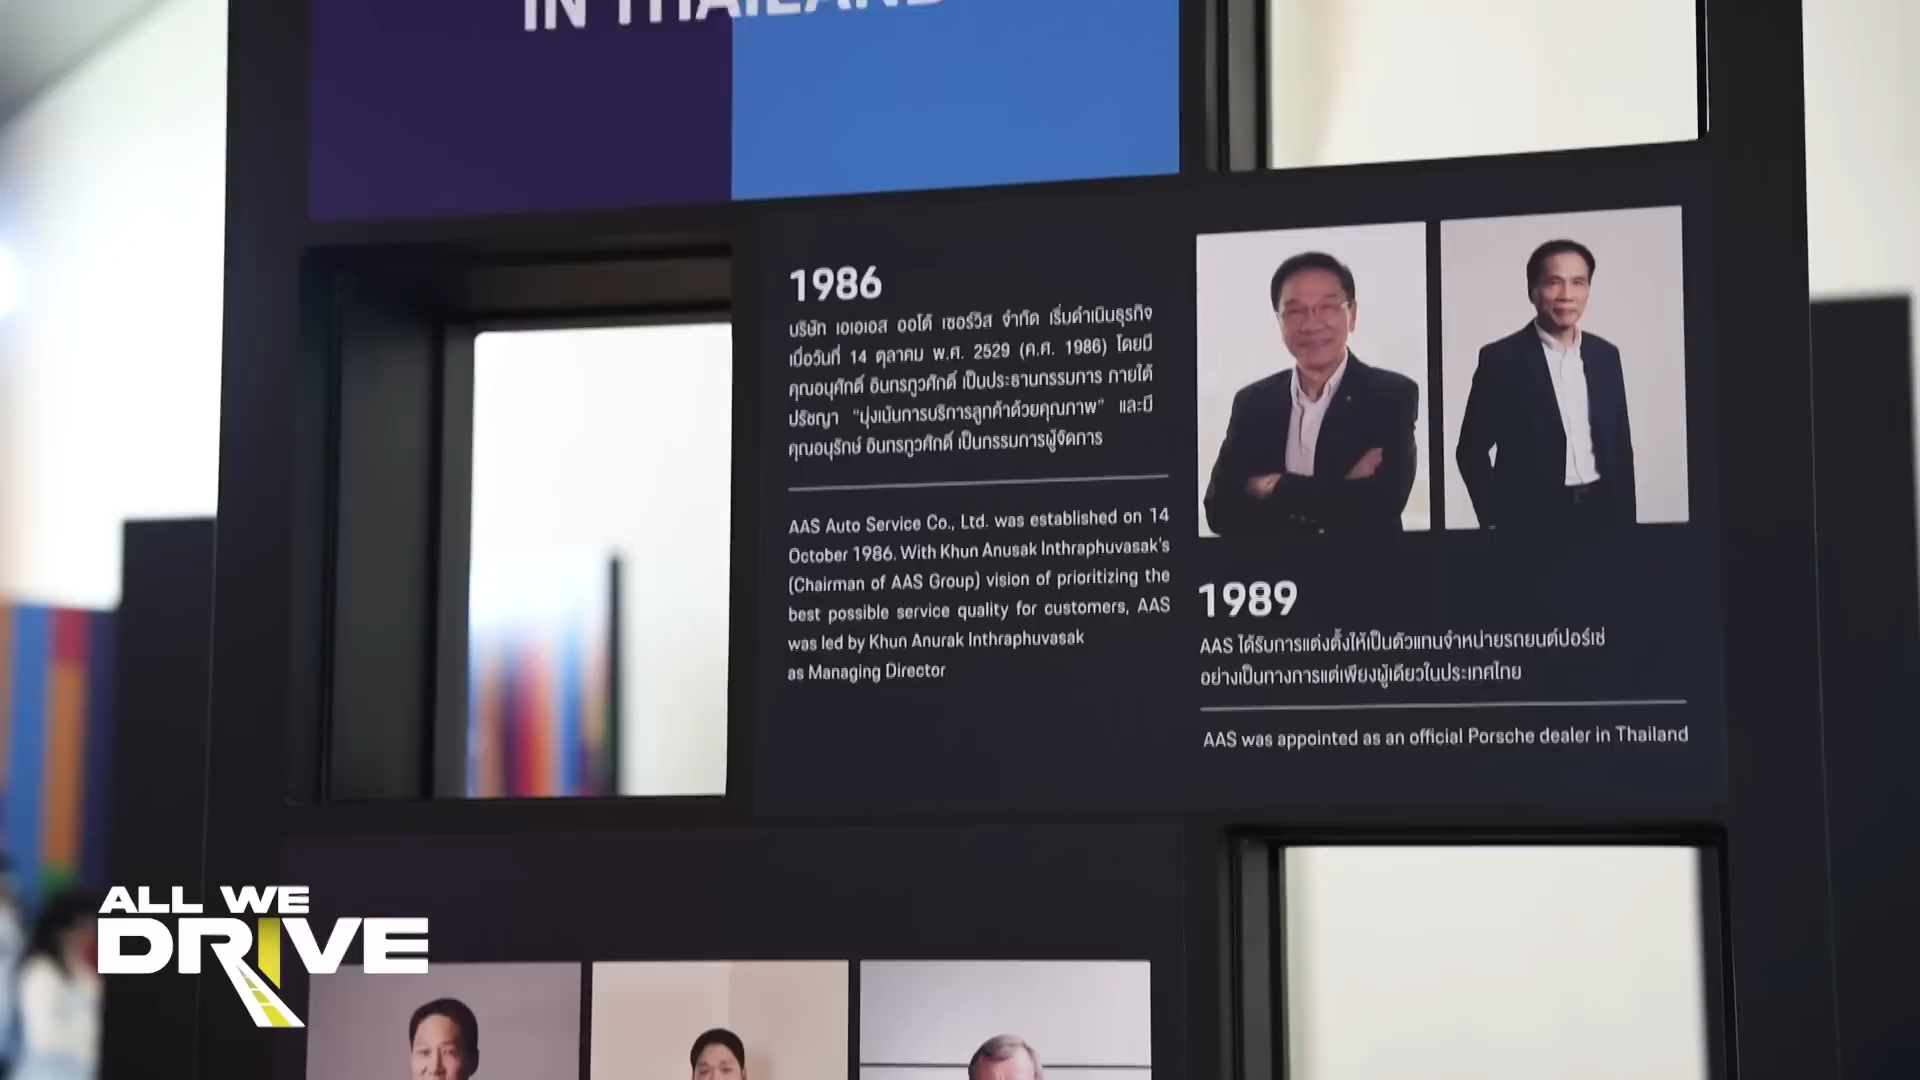 IN THAILAND
1986
บริษัท เอเอเอส ออโต้ เซอร์วิส จำกัด เริ่มดำเนินธุรกิจ
เมื่อวันที่ 14 ตุลาคม พ.ศ. 2529 (ค.ศ. 1986) โดยมี
คุณอนุศักดิ์ อินทรภูวศักดิ์ เป็นประธานกรรมการ ภายใต้
ปรัชญา "มุ่งเน้นการบริการลูกค้าด้วยคุณภาพ" และมี
คุณอนุรักษ์ อินทรภูวศักดิ์ เป็นกรรมการผู้จัดการ
AAS Auto Service Co., Ltd. was established on 14
October 1986. With Khun Anusak Inthraphuvasak's
(Chairman of AAS Group) vision of prioritizing the
best possible service quality for customers, AAS
was led by Khun Anurak Inthraphuvasak
as Managing Director
1989
AAS ได้รับการแต่งตั้งให้เป็นตัวแทนจำหน่ายรถยนต์ปอร์เช่
อย่างเป็นทางการแต่เพียงผู้เดียวในประเทศไทย
AAS was appointed as an official Porsche dealer in Thailand
ALL WE
DRIVE